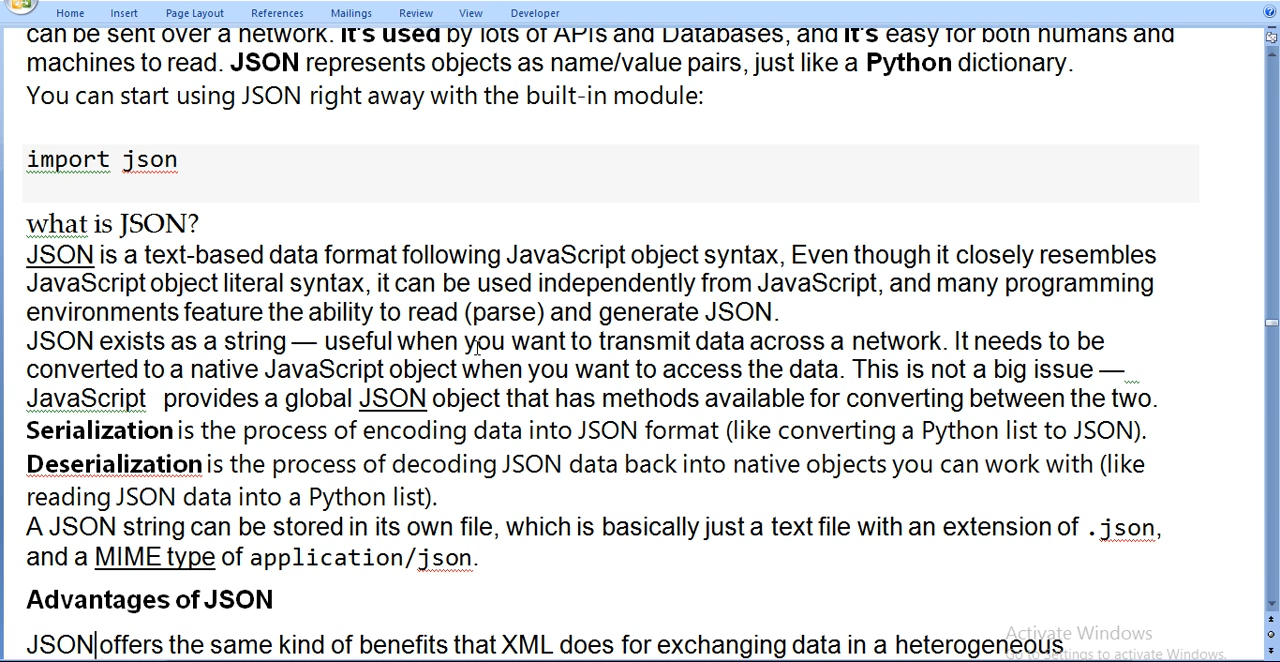 Home Insert Page Layout References Mailings Review View Developer
can be sent over a network. It's used by lots of APIs and Databases, and it's easy for both humans and
machines to read. JSON represents objects as name/value pairs, just like a Python dictionary.
You can start using JSON right away with the built-in module:
import json
what is JSON?
JSON is a text-based data format following JavaScript object syntax, Even though it closely resembles
JavaScript object literal syntax, it can be used independently from JavaScript, and many programming
environments feature the ability to read (parse) and generate JSON.
JSON exists as a string — useful when you want to transmit data across a network. It needs to be
converted to a native JavaScript object when you want to access the data. This is not a big issue —
JavaScript provides a global JSON object that has methods available for converting between the two.
Serialization is the process of encoding data into JSON format (like converting a Python list to JSON).
Deserialization is the process of decoding JSON data back into native objects you can work with (like
reading JSON data into a Python list).
A JSON string can be stored in its own file, which is basically just a text file with an extension of .json,
and a MIME type of application/json.
Advantages of JSON
JSON offers the same kind of benefits that XML does for exchanging data in a heterogeneous
Activate Windows
Go to Settings to activate Windows.